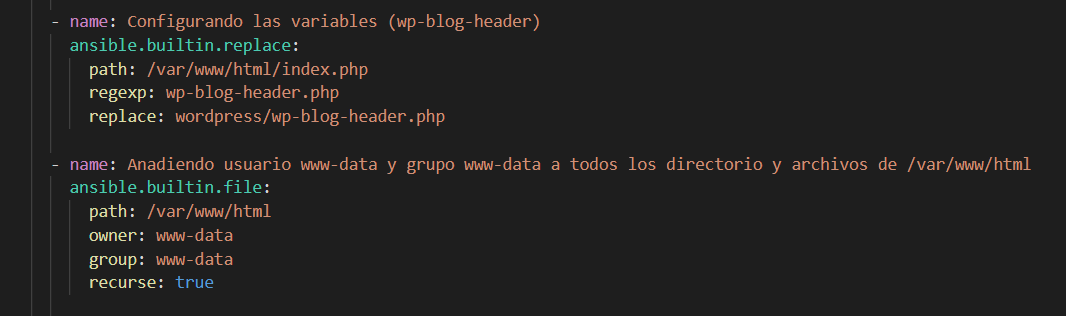 - name: Configurando las variables (wp-blog-header)
ansible.builtin.replace:
path: /var/www/html/index.php
regexp: wp-blog-header.php
replace: wordpress/wp-blog-header.php
- name: Anadiendo usuario www-data y grupo www-data a todos los directorio y archivos de /var/www/html
ansible.builtin.file:
path: /var/www/html
owner: www-data
group: www-data
recurse: true